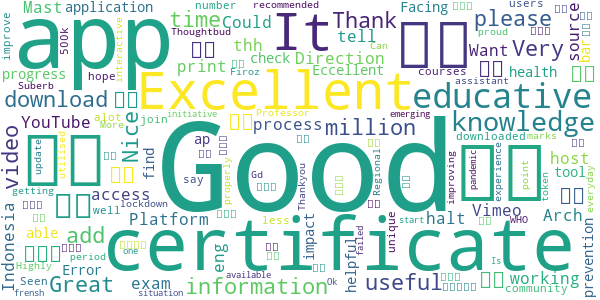 Mast application time number Could Thank recommended Facing users
improve app It please
500k Thoughtbud tell Very source
interactive thh check Direction Want bar proud
progress hope print Firoz Eccellent Can health
Suberb Excellent courses assistant
download educative
YouTube alot Professor process million knowledge
More join initiative ap emerging downloaded marks
video Nice find Good host
update utilised say properly Gd Regional improving pandemic experience point tool
getting access Thankyou token everyday
Indonesia add well lockdown certificate Vimeo Arch prevention
able Platform less impact halt unique
Error eng helpful start WHO working
Highly period one available failed Is community
Seen Great exam information Ok useful
frensh situation